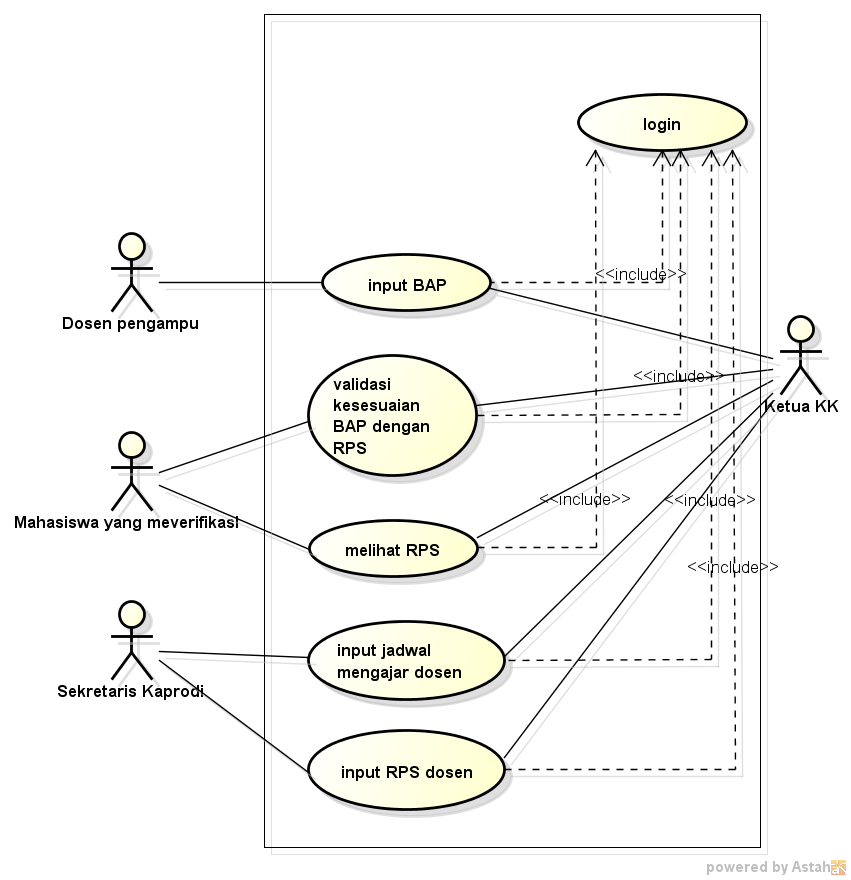 login
input BAP
<<include>>
Dosen pengampu
validasi
kesesuaian
BAP dengan
RPS
<<include>>
Ketua KK
Mahasiswa yang meverifikasi
melihat RPS
<<include>>
<<include>>
<<include>>
input jadwal
mengajar dosen
Sekretaris Kaprodi
input RPS dosen
powered by Astah